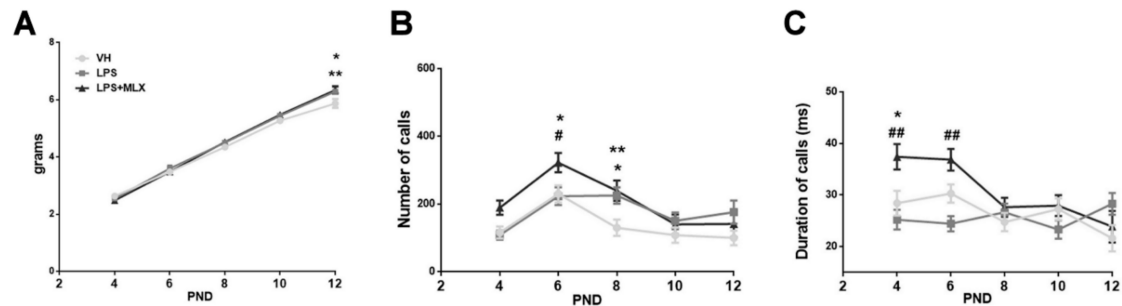 A
grams
8
6
4
2
0
VH
LPS
LPS+MLX
*
**
2 4 6 8 10 12
PND
B
Number of calls
600
400
200
0
*
#
**
*
2 4 6 8 10 12
PND
C
Duration of calls (ms)
50
40
30
20
*
##
##
2 4 6 8 10 12
PND